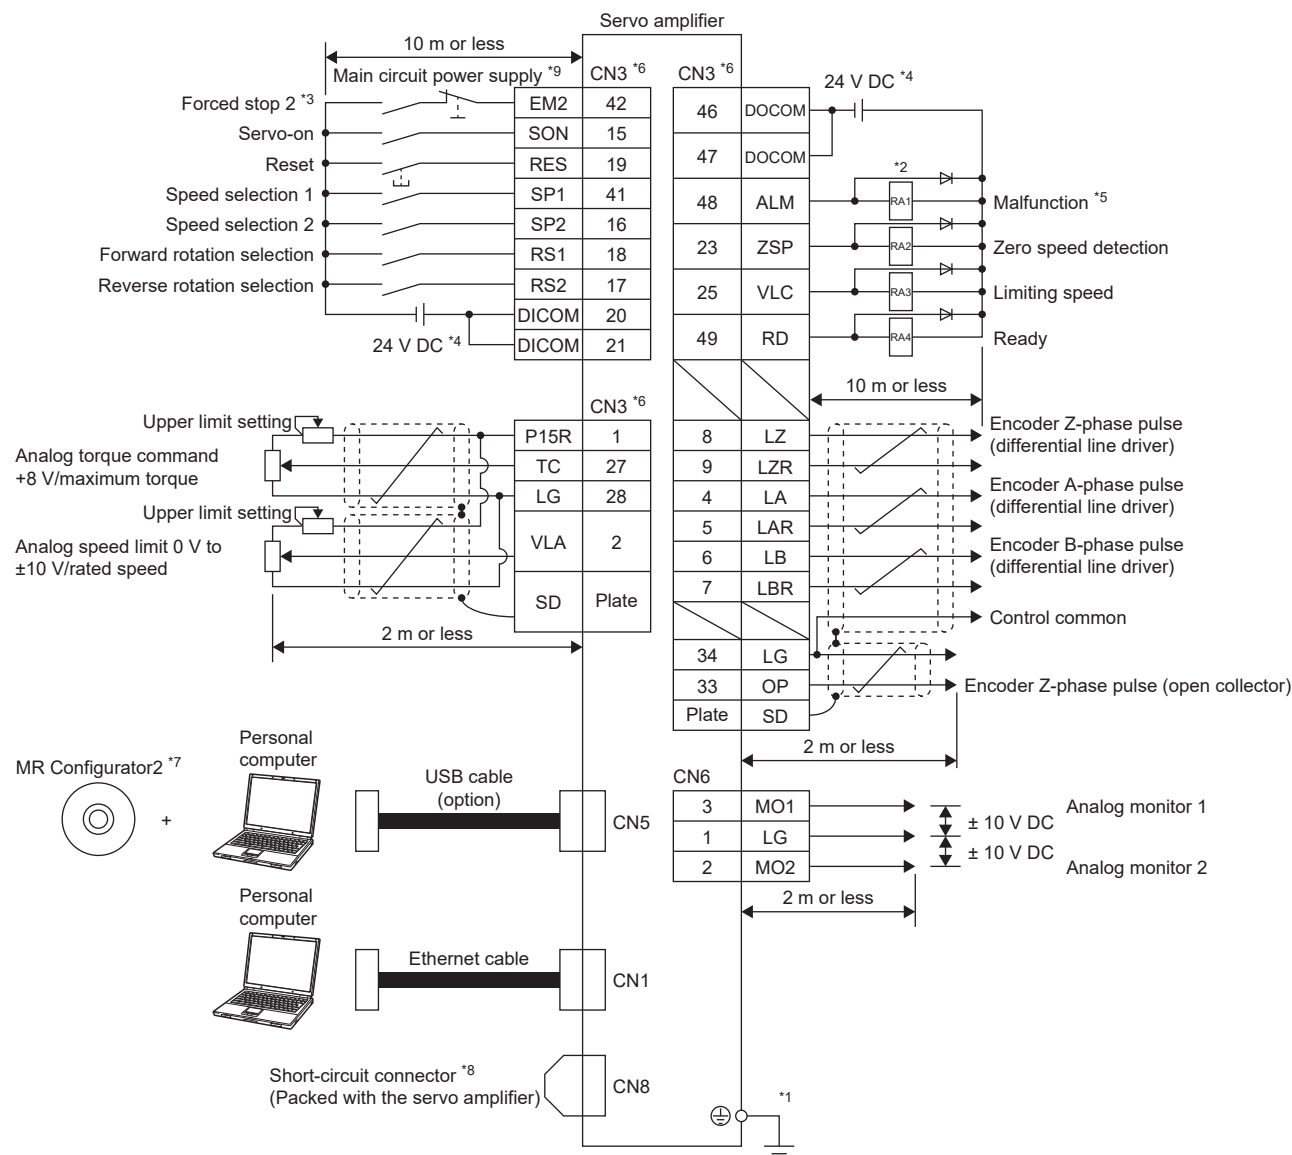 Servo amplifier
10 m or less
Main circuit power supply *9
CN3 *6
Forced stop 2 *3
EM2 42
Servo-on
SON 15
Reset
RES 19
Speed selection 1
SP1 41
Speed selection 2
SP2 16
Forward rotation selection
RS1 18
Reverse rotation selection
RS2 17
DICOM 20
24 V DC *4
DICOM 21
CN3 *6
24 V DC *4
46 DOCOM
47 DOCOM
*2
48 ALM
RA1
Malfunction *5
23 ZSP
RA2
Zero speed detection
25 VLC
RA3
Limiting speed
49 RD
RA4
Ready
10 m or less
CN3 *6
Upper limit setting
P15R 1
Analog torque command
+8 V/maximum torque
TC 27
LG 28
Upper limit setting
VLA 2
Analog speed limit 0 V to
±10 V/rated speed
SD Plate
2 m or less
8 LZ
Encoder Z-phase pulse
(differential line driver)
9 LZR
4 LA
Encoder A-phase pulse
(differential line driver)
5 LAR
6 LB
Encoder B-phase pulse
(differential line driver)
7 LBR
Control common
34 LG
33 OP
Encoder Z-phase pulse (open collector)
Plate SD
2 m or less
MR Configurator2 *7
+
Personal
computer
USB cable
(option)
CN5
CN6
3 MO1
Analog monitor 1
± 10 V DC
1 LG
± 10 V DC
2 MO2
Analog monitor 2
2 m or less
Personal
computer
Ethernet cable
CN1
Short-circuit connector *8
(Packed with the servo amplifier)
CN8
*1